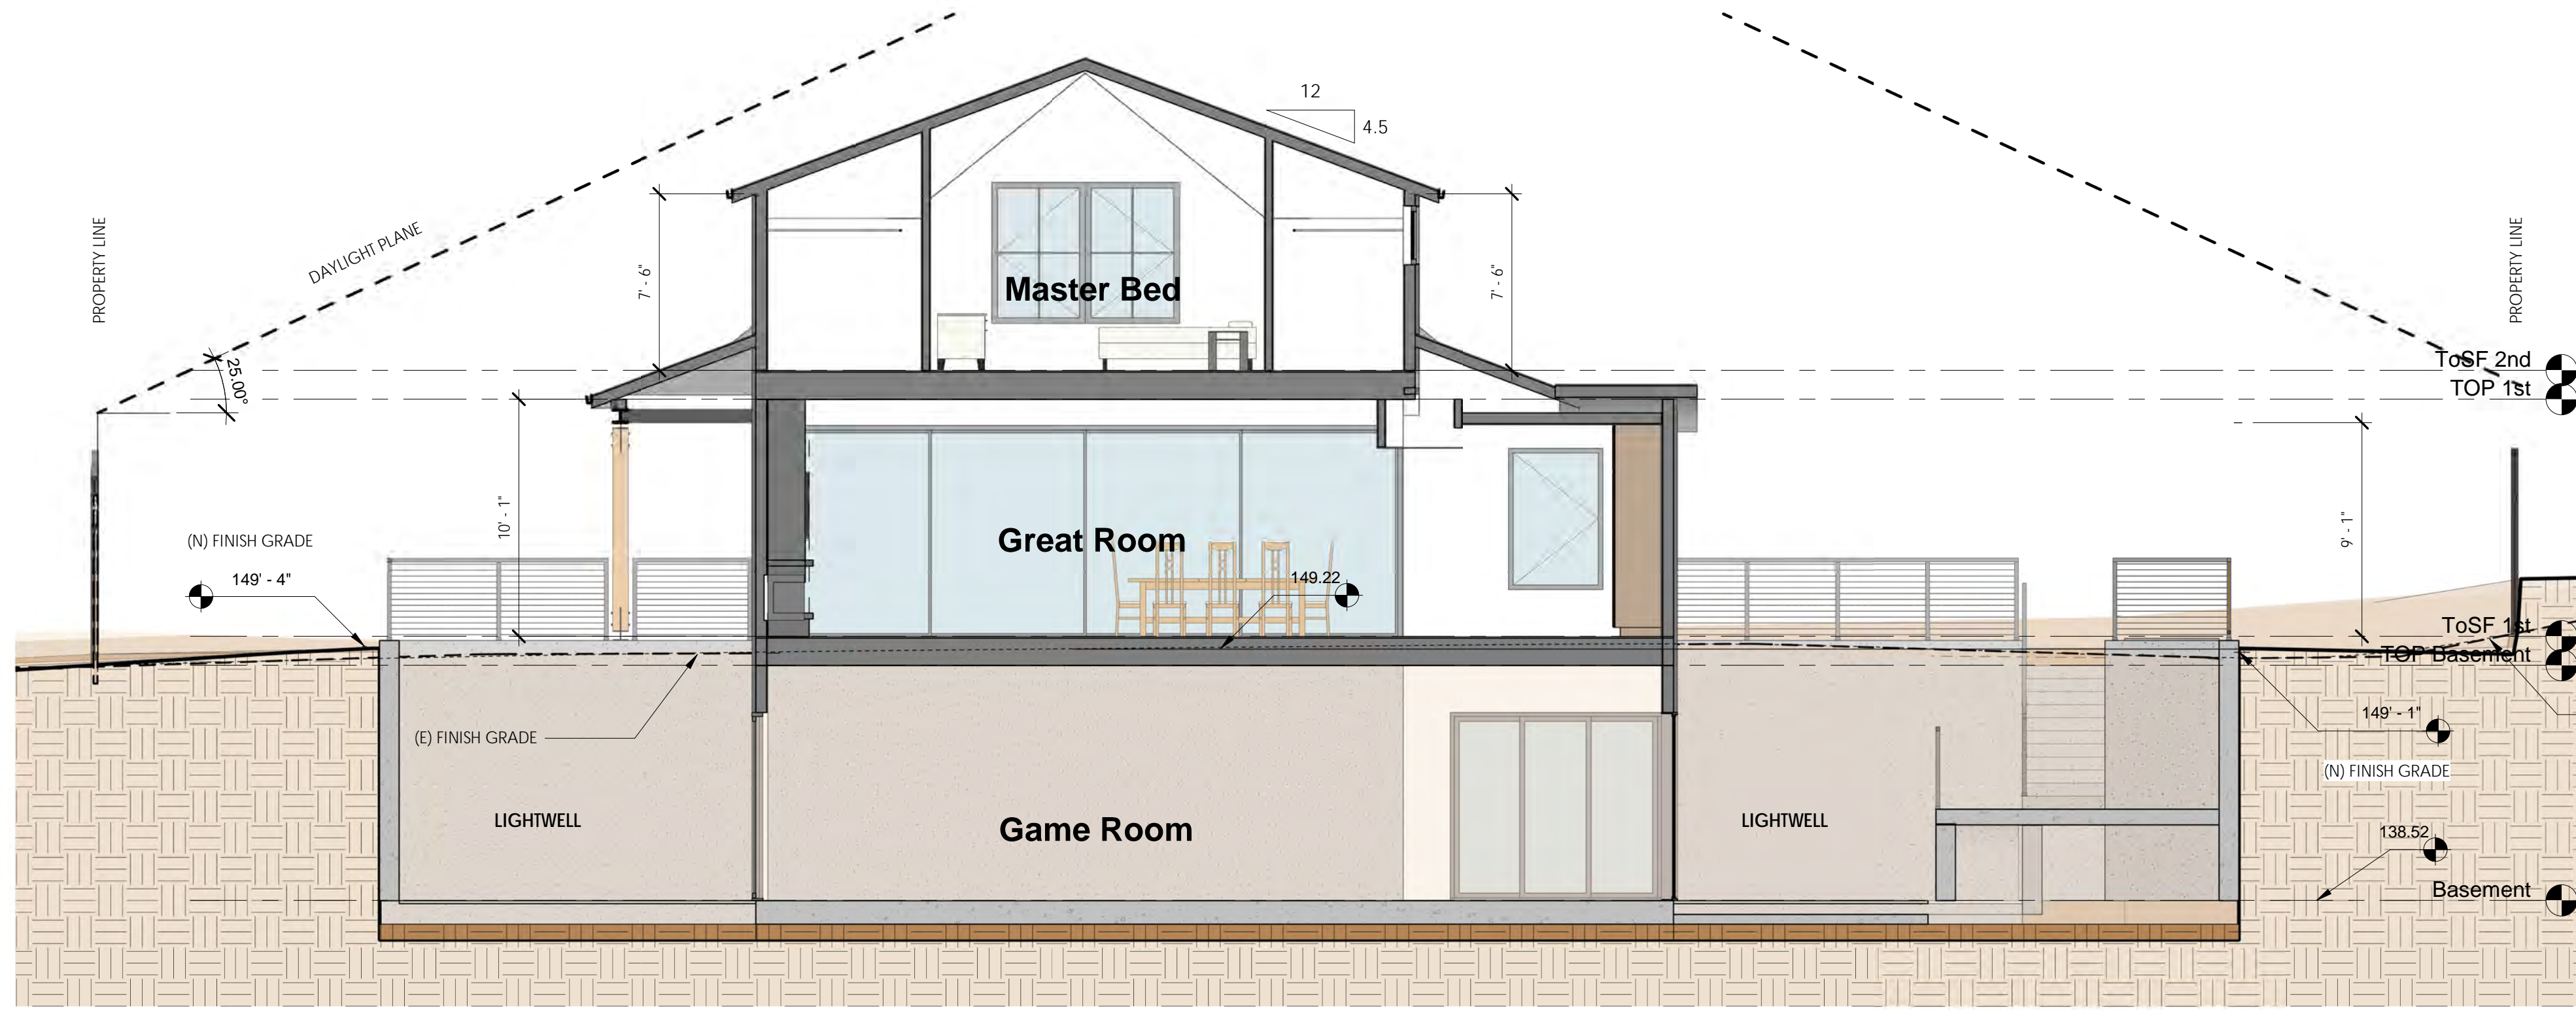 12
4.5
PROPERTY LINE
DAYLIGHT PLANE
25.00°
7' - 6"
Master Bed
7' - 6"
PROPERTY LINE
ToSF 2nd
TOP 1st
10' - 1"
Great Room
149.22
9' - 1"
(N) FINISH GRADE
149' - 4"
ToSF 1st
TOP Basement
(E) FINISH GRADE
149' - 1"
(N) FINISH GRADE
LIGHTWELL
Game Room
LIGHTWELL
138.52
Basement